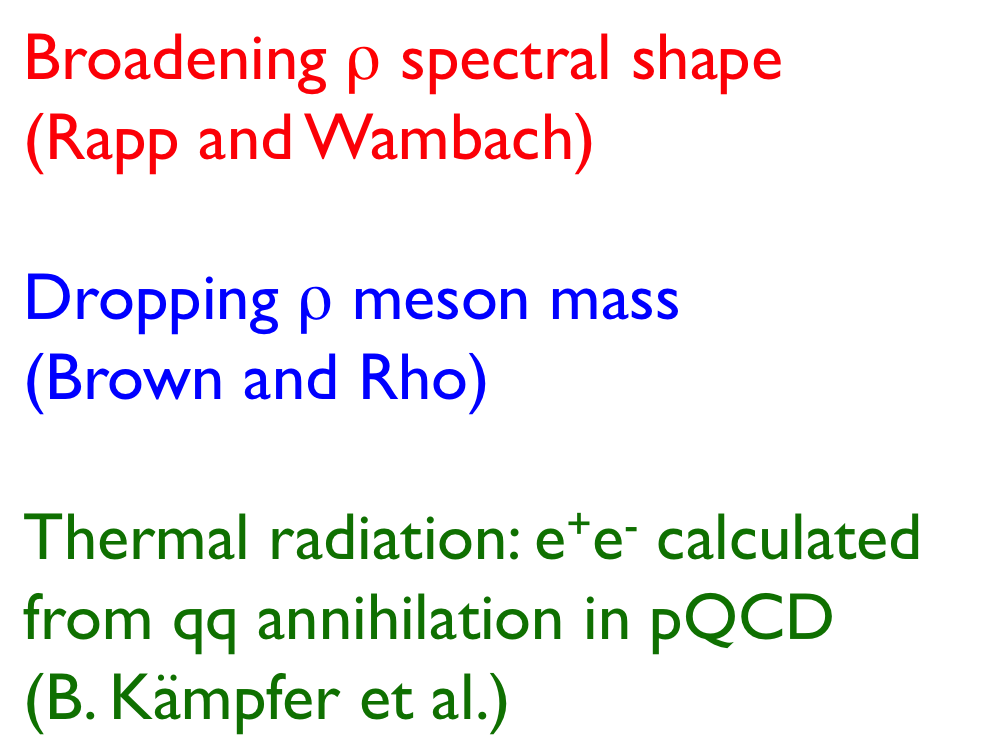 Broadening ρ spectral shape
(Rapp and Wambach)
Dropping ρ meson mass
(Brown and Rho)
Thermal radiation: e⁺e⁻ calculated
from qq annihilation in pQCD
(B. Kämpfer et al.)